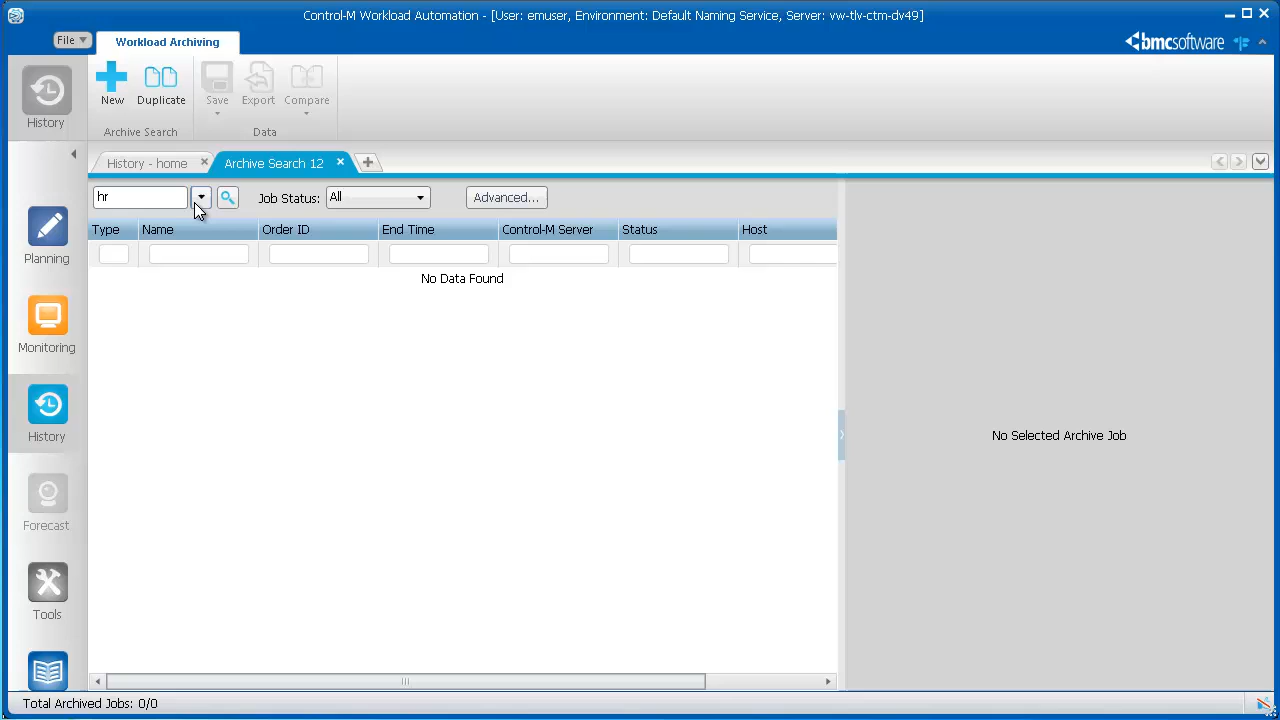 Control-M Workload Automation - [User: emuser, Environment: Default Naming Service, Server: vw-tlv-ctm-dv49]
File
Workload Archiving
bmcsoftware
History
New
Duplicate
Save
Export
Compare
Archive Search
Data
History - home
Archive Search 12
hr
Job Status:
All
Advanced...
Type
Name
Order ID
End Time
Control-M Server
Status
Host
No Data Found
Planning
Monitoring
History
Forecast
Tools
No Selected Archive Job
Total Archived Jobs: 0/0